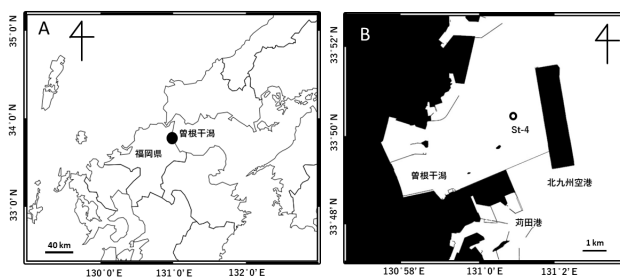 A
35°0' N
34°0' N
33°0' N
曽根干潟
福岡県
40 km
130°0' E
131°0' E
132°0' E
B
33°52' N
33°50' N
33°48' N
St-4
曽根干潟
北九州空港
苅田港
1 km
130°58' E
131°0' E
131°2' E